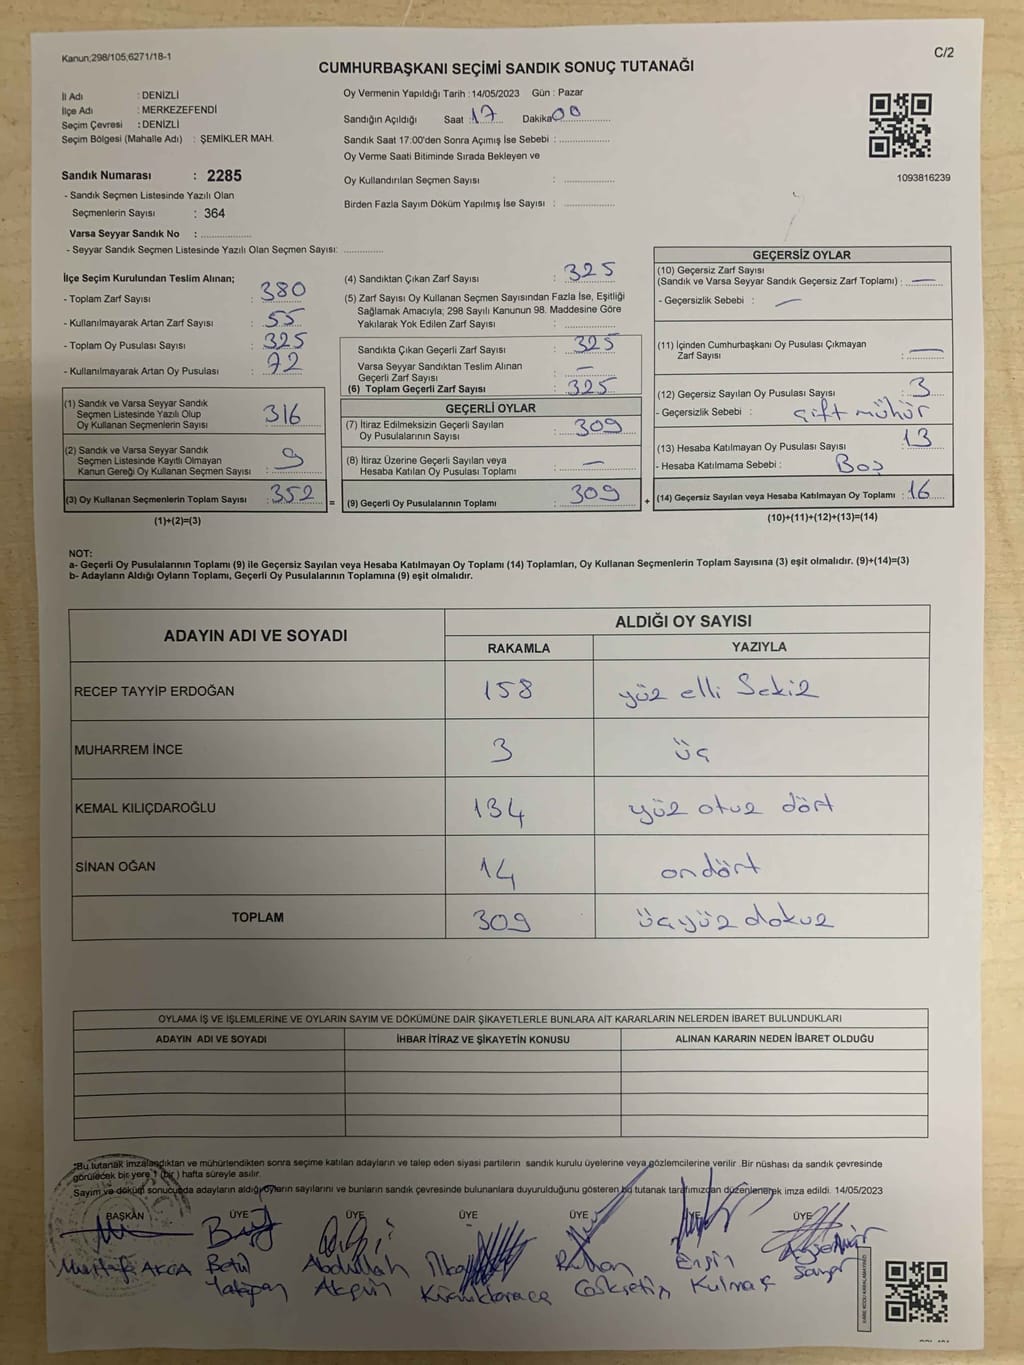 Kanun;298/105;6271/18-1
C/2
CUMHURBAŞKANI SEÇİMİ SANDIK SONUÇ TUTANAĞI
İl Adı : DENİZLİ
İlçe Adı : MERKEZEFENDİ
Seçim Çevresi : DENİZLİ
Seçim Bölgesi (Mahalle Adı) : ŞEMİKLER MAH.
Sandık Numarası : 2285
- Sandık Seçmen Listesinde Yazılı Olan
Seçmenlerin Sayısı : 364
Varsa Seyyar Sandık No :
- Seyyar Sandık Seçmen Listesinde Yazılı Olan Seçmen Sayısı:
Oy Vermenin Yapıldığı Tarih : 14/05/2023 Gün : Pazar
Sandığın Açıldığı Saat : 17 Dakika 00
Sandık Saat 17:00'den Sonra Açımış İse Sebebi :
Oy Verme Saati Bitiminde Sırada Bekleyen ve
Oy Kullandırılan Seçmen Sayısı :
Birden Fazla Sayım Döküm Yapılmış İse Sayısı :
1093816239
İlçe Seçim Kurulundan Teslim Alınan;
- Toplam Zarf Sayısı : 380
- Kullanılmayarak Artan Zarf Sayısı : 55
- Toplam Oy Pusulası Sayısı : 325
- Kullanılmayarak Artan Oy Pusulası : 72
(1) Sandık ve Varsa Seyyar Sandık
Seçmen Listesinde Yazılı Olup
Oy Kullanan Seçmenlerin Sayısı : 316
(2) Sandık ve Varsa Seyyar Sandık
Seçmen Listesinde Kayıtlı Olmayan
Kanun Gereği Oy Kullanan Seçmen Sayısı : 9
(3) Oy Kullanan Seçmenlerin Toplam Sayısı : 352 =
(1)+(2)=(3)
(4) Sandıktan Çıkan Zarf Sayısı : 325
(5) Zarf Sayısı Oy Kullanan Seçmen Sayısından Fazla İse, Eşitliği
Sağlamak Amacıyla; 298 Sayılı Kanunun 98. Maddesine Göre
Yakılarak Yok Edilen Zarf Sayısı :
Sandıkta Çıkan Geçerli Zarf Sayısı : 325
Varsa Seyyar Sandıktan Teslim Alınan
Geçerli Zarf Sayısı : —
(6) Toplam Geçerli Zarf Sayısı : 325
GEÇERLİ OYLAR
(7) İtiraz Edilmeksizin Geçerli Sayılan
Oy Pusulalarının Sayısı : 309
(8) İtiraz Üzerine Geçerli Sayılan veya
Hesaba Katılan Oy Pusulası Toplamı : —
(9) Geçerli Oy Pusulalarının Toplamı : 309 +
GEÇERSİZ OYLAR
(10) Geçersiz Zarf Sayısı
(Sandık ve Varsa Seyyar Sandık Geçersiz Zarf Toplamı) : —
- Geçersizlik Sebebi : —
(11) İçinden Cumhurbaşkanı Oy Pusulası Çıkmayan
Zarf Sayısı : —
(12) Geçersiz Sayılan Oy Pusulası Sayısı : 3
- Geçersizlik Sebebi : Çift mühür
(13) Hesaba Katılmayan Oy Pusulası Sayısı : 13
- Hesaba Katılmama Sebebi : Boş
(14) Geçersiz Sayılan veya Hesaba Katılmayan Oy Toplamı : 16
(10)+(11)+(12)+(13)=(14)
NOT:
a- Geçerli Oy Pusulalarının Toplamı (9) ile Geçersiz Sayılan veya Hesaba Katılmayan Oy Toplamı (14) Toplamları, Oy Kullanan Seçmenlerin Toplam Sayısına (3) eşit olmalıdır. (9)+(14)=(3)
b- Adayların Aldığı Oyların Toplamı, Geçerli Oy Pusulalarının Toplamına (9) eşit olmalıdır.
ADAYIN ADI VE SOYADI
ALDIĞI OY SAYISI
RAKAMLA YAZIYLA
RECEP TAYYİP ERDOĞAN 158 yüz elli Sekiz
MUHARREM İNCE 3 üç
KEMAL KILIÇDAROĞLU 134 yüz otuz dört
SİNAN OĞAN 14 ondört
TOPLAM 309 üçyüz dokuz
OYLAMA İŞ VE İŞLEMLERİNE VE OYLARIN SAYIM VE DÖKÜMÜNE DAİR ŞİKAYETLERLE BUNLARA AİT KARARLARIN NELERDEN İBARET BULUNDUKLARI
ADAYIN ADI VE SOYADI İHBAR İTİRAZ VE ŞİKAYETİN KONUSU ALINAN KARARIN NEDEN İBARET OLDUĞU
*Bu tutanak imzalandıktan ve mühürlendikten sonra seçime katılan adayların ve talep eden siyasi partilerin sandık kurulu üyelerine veya gözlemcilerine verilir .Bir nüshası da sandık çevresinde
görülecek bir yere 1 (bir ) hafta süreyle asılır.
Sayım ve döküm sonucunda adayların aldığı oyların sayılarını ve bunların sandık çevresinde bulunanlara duyurulduğunu gösteren bu tutanak tarafımızdan düzenlenerek imza edildi. 14/05/2023
BAŞKAN ÜYE ÜYE ÜYE ÜYE ÜYE ÜYE
Mustafa AKCA Betül Abdullah Ersin
Kulmaç